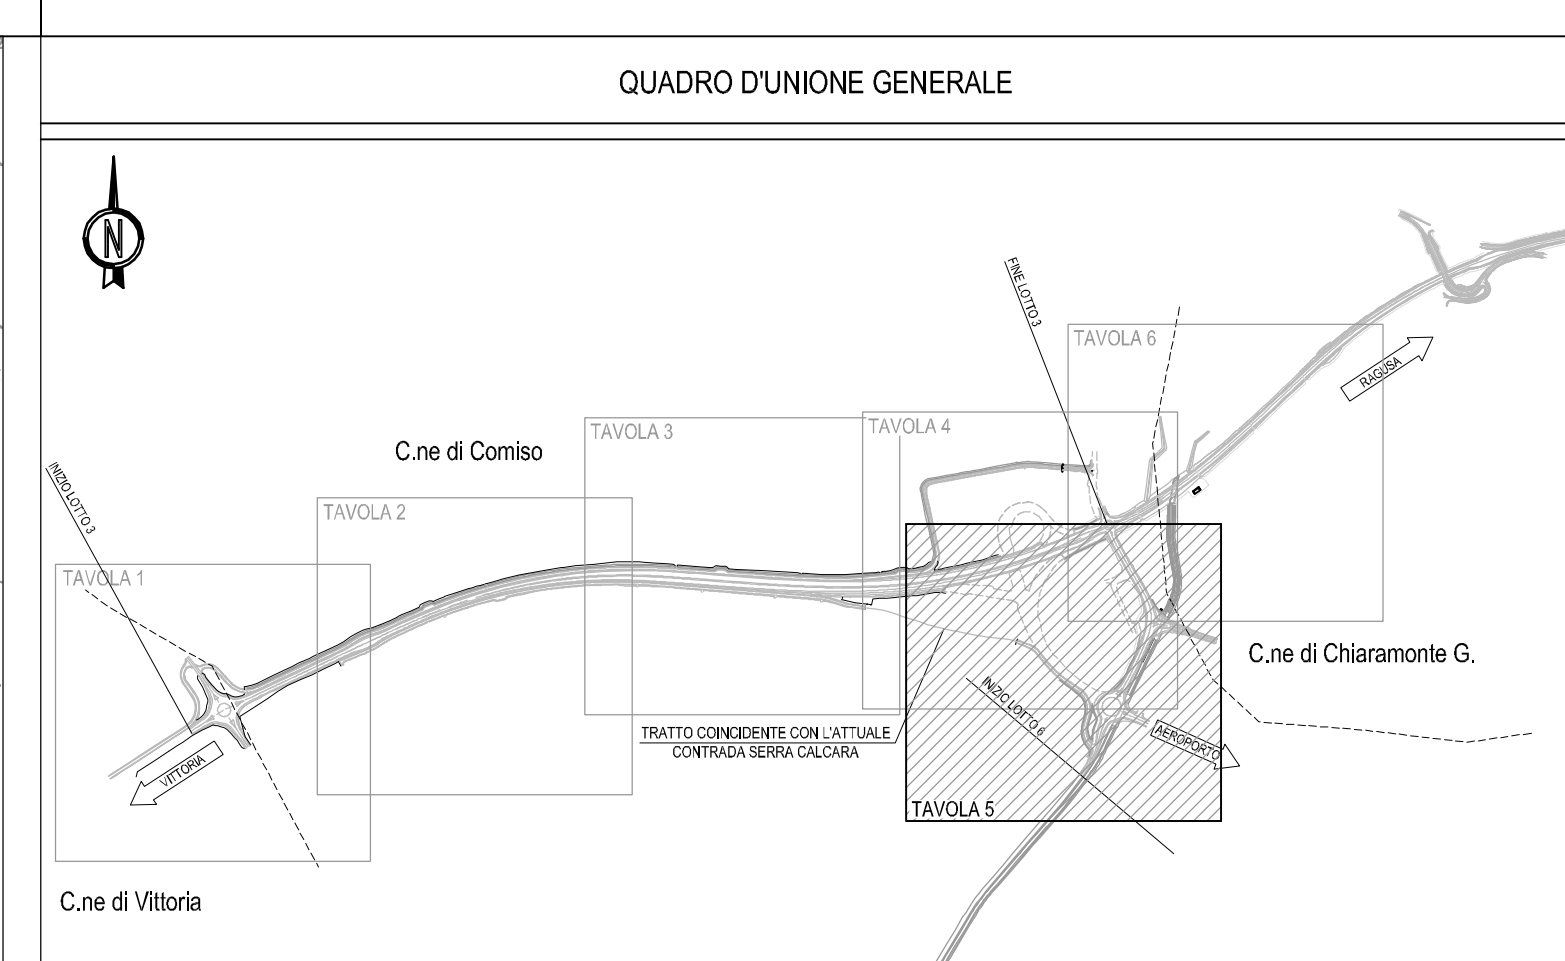 QUADRO D'UNIONE GENERALE
N
FINE LOTTO 3
TAVOLA 6
RAGUSA
TAVOLA 4
TAVOLA 3
C.ne di Comiso
INIZIO LOTTO 3
TAVOLA 2
TAVOLA 1
C.ne di Chiaramonte G.
INIZIO LOTTO 6
TRATTO COINCIDENTE CON L'ATTUALE
CONTRADA SERRA CALCARA
AEROPORTO
VITTORIA
TAVOLA 5
C.ne di Vittoria